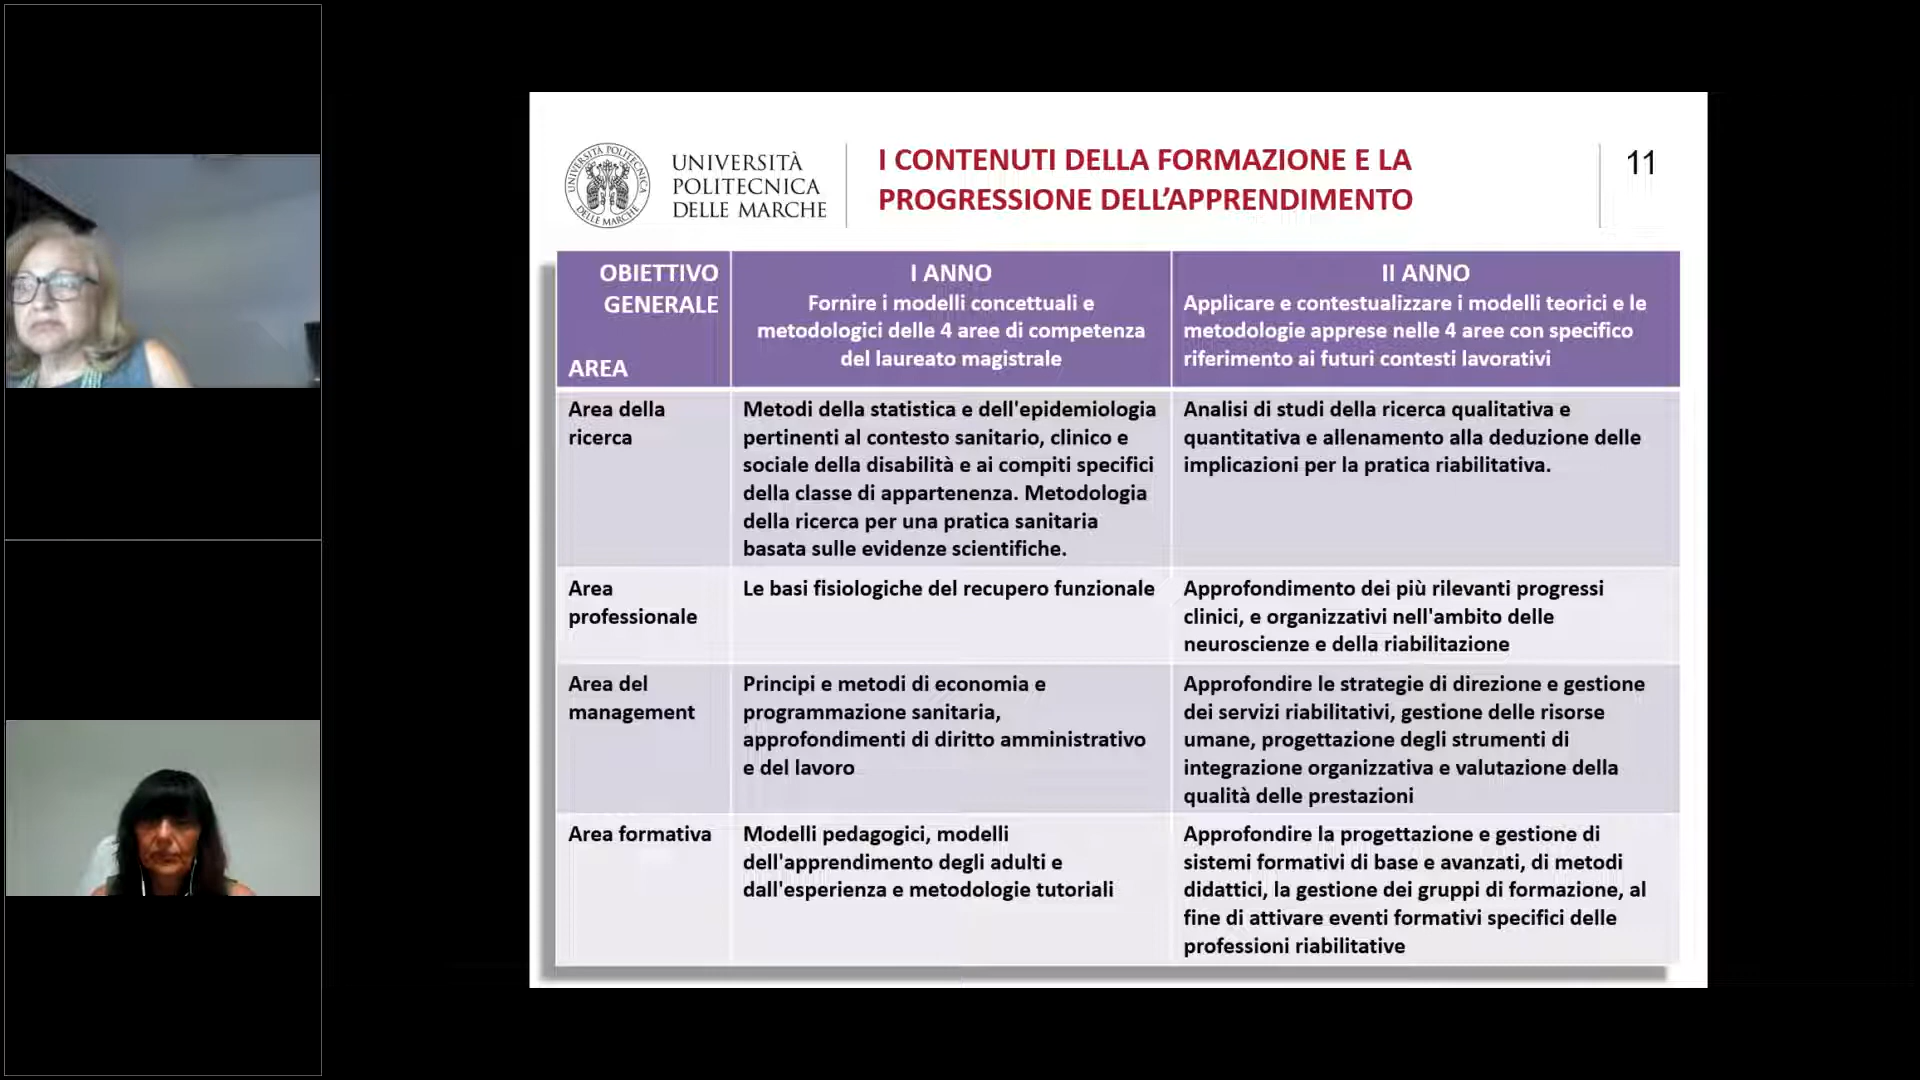 UNIVERSITÀ
POLITECNICA
DELLE MARCHE
UNIVERSITÀ POLITECNICA
DELLE MARCHE
I CONTENUTI DELLA FORMAZIONE E LA
PROGRESSIONE DELL'APPRENDIMENTO
11
OBIETTIVO
GENERALE
AREA
I ANNO
Fornire i modelli concettuali e
metodologici delle 4 aree di competenza
del laureato magistrale
II ANNO
Applicare e contestualizzare i modelli teorici e le
metodologie apprese nelle 4 aree con specifico
riferimento ai futuri contesti lavorativi
Area della
ricerca
Metodi della statistica e dell'epidemiologia
pertinenti al contesto sanitario, clinico e
sociale della disabilità e ai compiti specifici
della classe di appartenenza. Metodologia
della ricerca per una pratica sanitaria
basata sulle evidenze scientifiche.
Analisi di studi della ricerca qualitativa e
quantitativa e allenamento alla deduzione delle
implicazioni per la pratica riabilitativa.
Area
professionale
Le basi fisiologiche del recupero funzionale
Approfondimento dei più rilevanti progressi
clinici, e organizzativi nell'ambito delle
neuroscienze e della riabilitazione
Area del
management
Principi e metodi di economia e
programmazione sanitaria,
approfondimenti di diritto amministrativo
e del lavoro
Approfondire le strategie di direzione e gestione
dei servizi riabilitativi, gestione delle risorse
umane, progettazione degli strumenti di
integrazione organizzativa e valutazione della
qualità delle prestazioni
Area formativa
Modelli pedagogici, modelli
dell'apprendimento degli adulti e
dall'esperienza e metodologie tutoriali
Approfondire la progettazione e gestione di
sistemi formativi di base e avanzati, di metodi
didattici, la gestione dei gruppi di formazione, al
fine di attivare eventi formativi specifici delle
professioni riabilitative